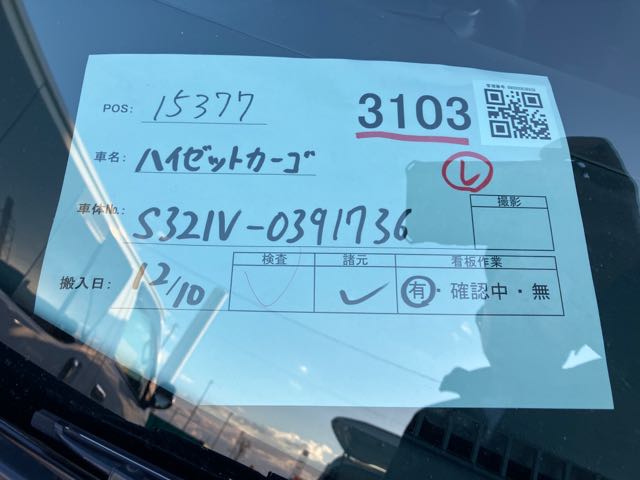 POS: 15377
3103
車名: ハイゼットカーゴ
レ
車体No.: S321V-0391736
撮影
搬入日: 12/10
検査 諸元 看板作業
有・確認中・無